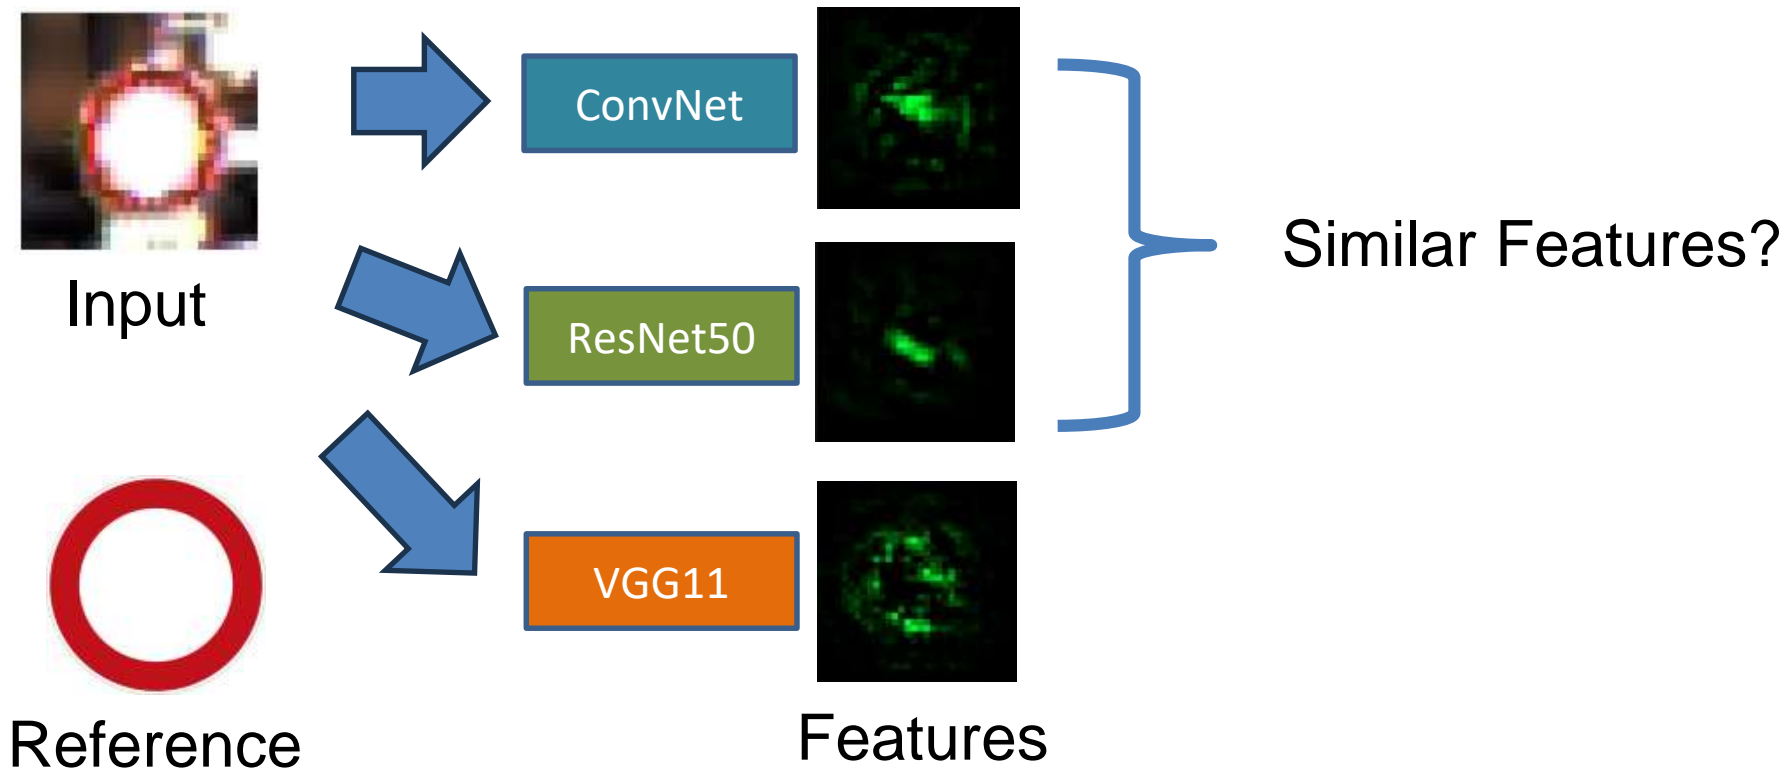 Input
Reference
ConvNet
ResNet50
VGG11
Features
Similar Features?